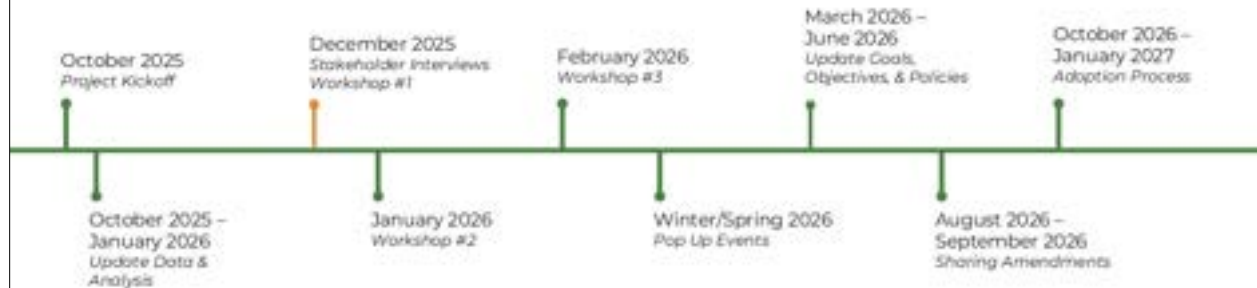 October 2025
Project Kickoff
October 2025 –
January 2026
Update Data &
Analysis
December 2025
Stakeholder Interviews
Workshop #1
January 2026
Workshop #2
February 2026
Workshop #3
Winter/Spring 2026
Pop Up Events
March 2026 –
June 2026
Update Goals,
Objectives, & Policies
August 2026 –
September 2026
Sharing Amendments
October 2026 –
January 2027
Adoption Process